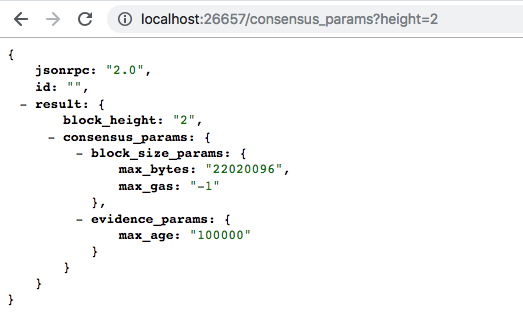 localhost:26657/consensus_params?height=2
{
jsonrpc: "2.0",
id: "",
- result: {
block_height: "2",
- consensus_params: {
- block_size_params: {
max_bytes: "22020096",
max_gas: "-1"
},
- evidence_params: {
max_age: "100000"
}
}
}
}